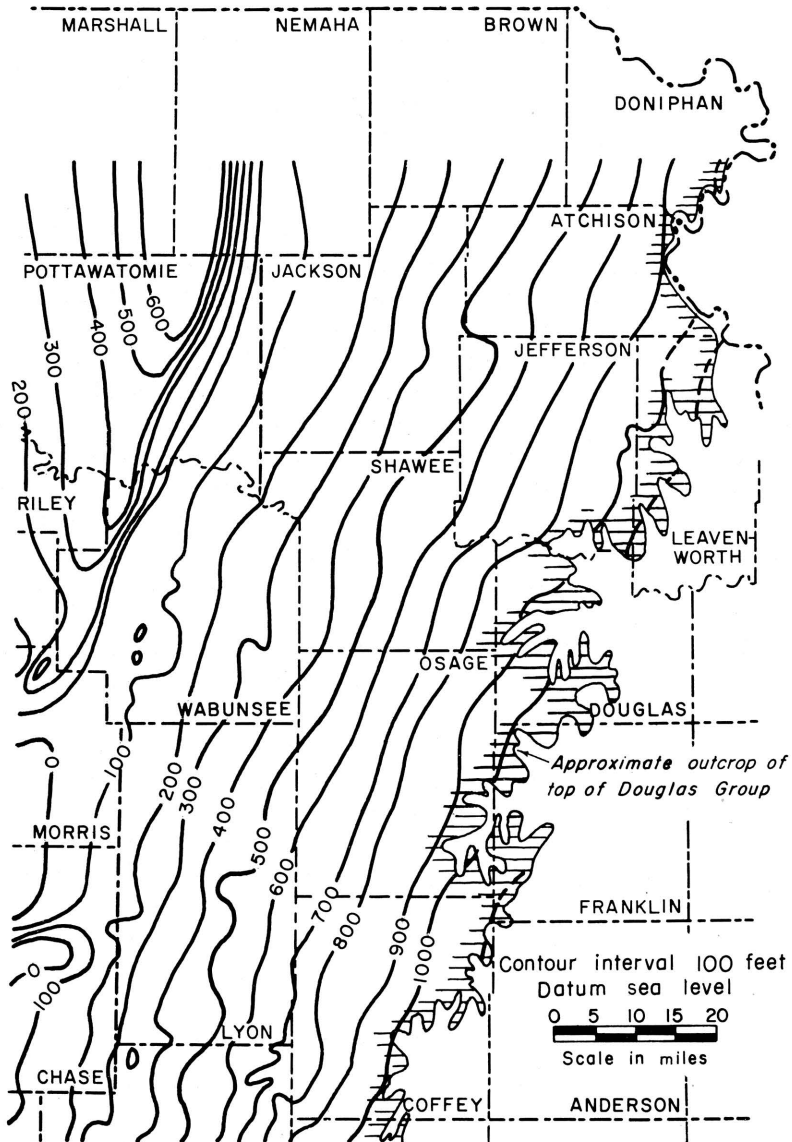 MARSHALL
NEMAHA
BROWN
DONIPHAN
ATCHISON
POTTAWATOMIE
JACKSON
600
500
400
300
200
JEFFERSON
SHAWEE
RILEY
LEAVEN-
WORTH
OSAGE
WABUNSEE
DOUGLAS
Approximate outcrop of
top of Douglas Group
0
100
200
300
400
500
600
700
800
900
1000
MORRIS
FRANKLIN
0
100
Contour interval 100 feet
Datum sea level
0 5 10 15 20
Scale in miles
LYON
CHASE
COFFEY
ANDERSON